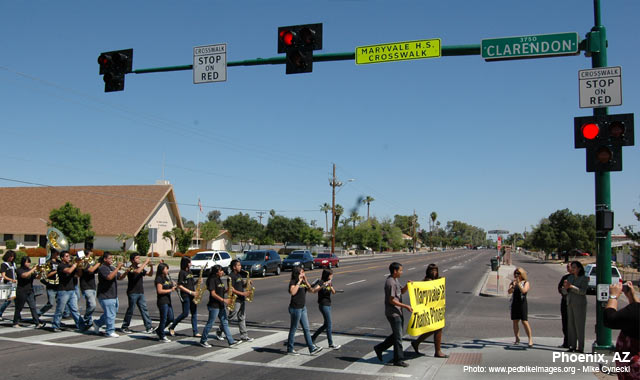 CROSSWALK
STOP
ON
RED
MARYVALE H.S.
CROSSWALK
3750
CLARENDON
CROSSWALK
STOP
ON
RED
Maryvale
Thanks Phoenix
Phoenix, AZ
Photo: www.pedbikeimages.org - Mike Cynecki